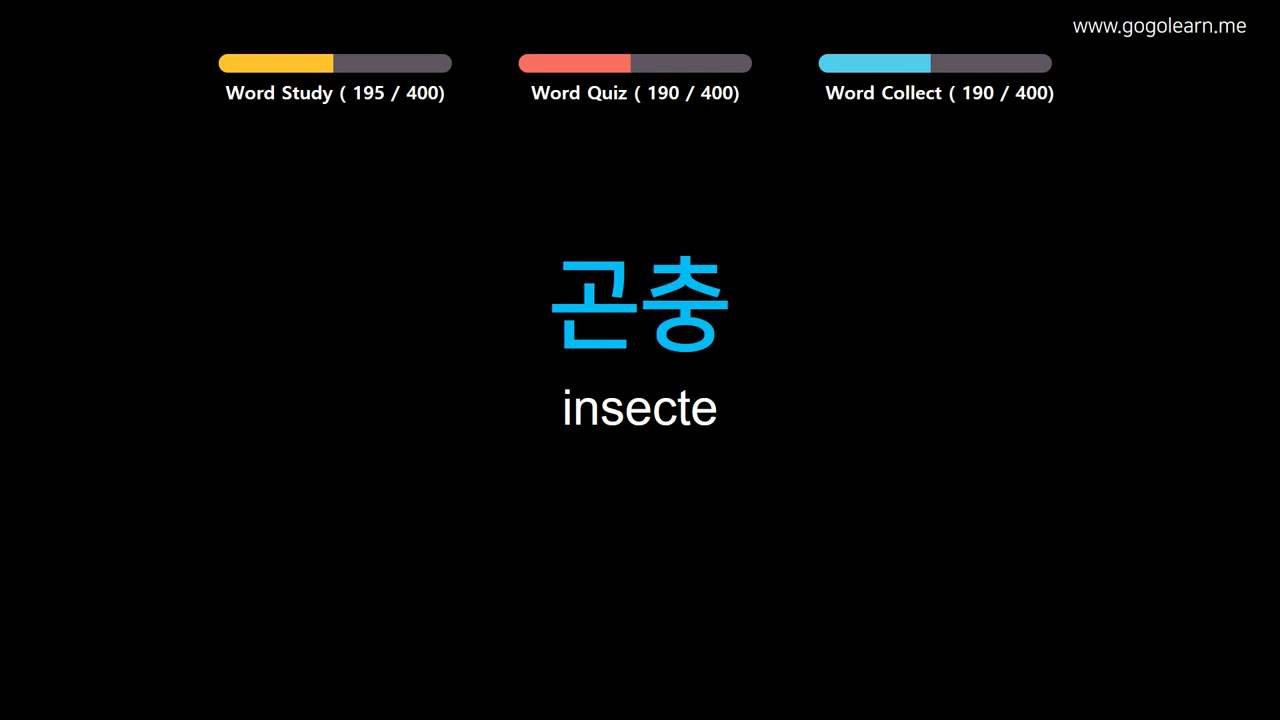 www.gogolearn.me
Word Study ( 195 / 400)
Word Quiz ( 190 / 400)
Word Collect ( 190 / 400)
곤충
insecte